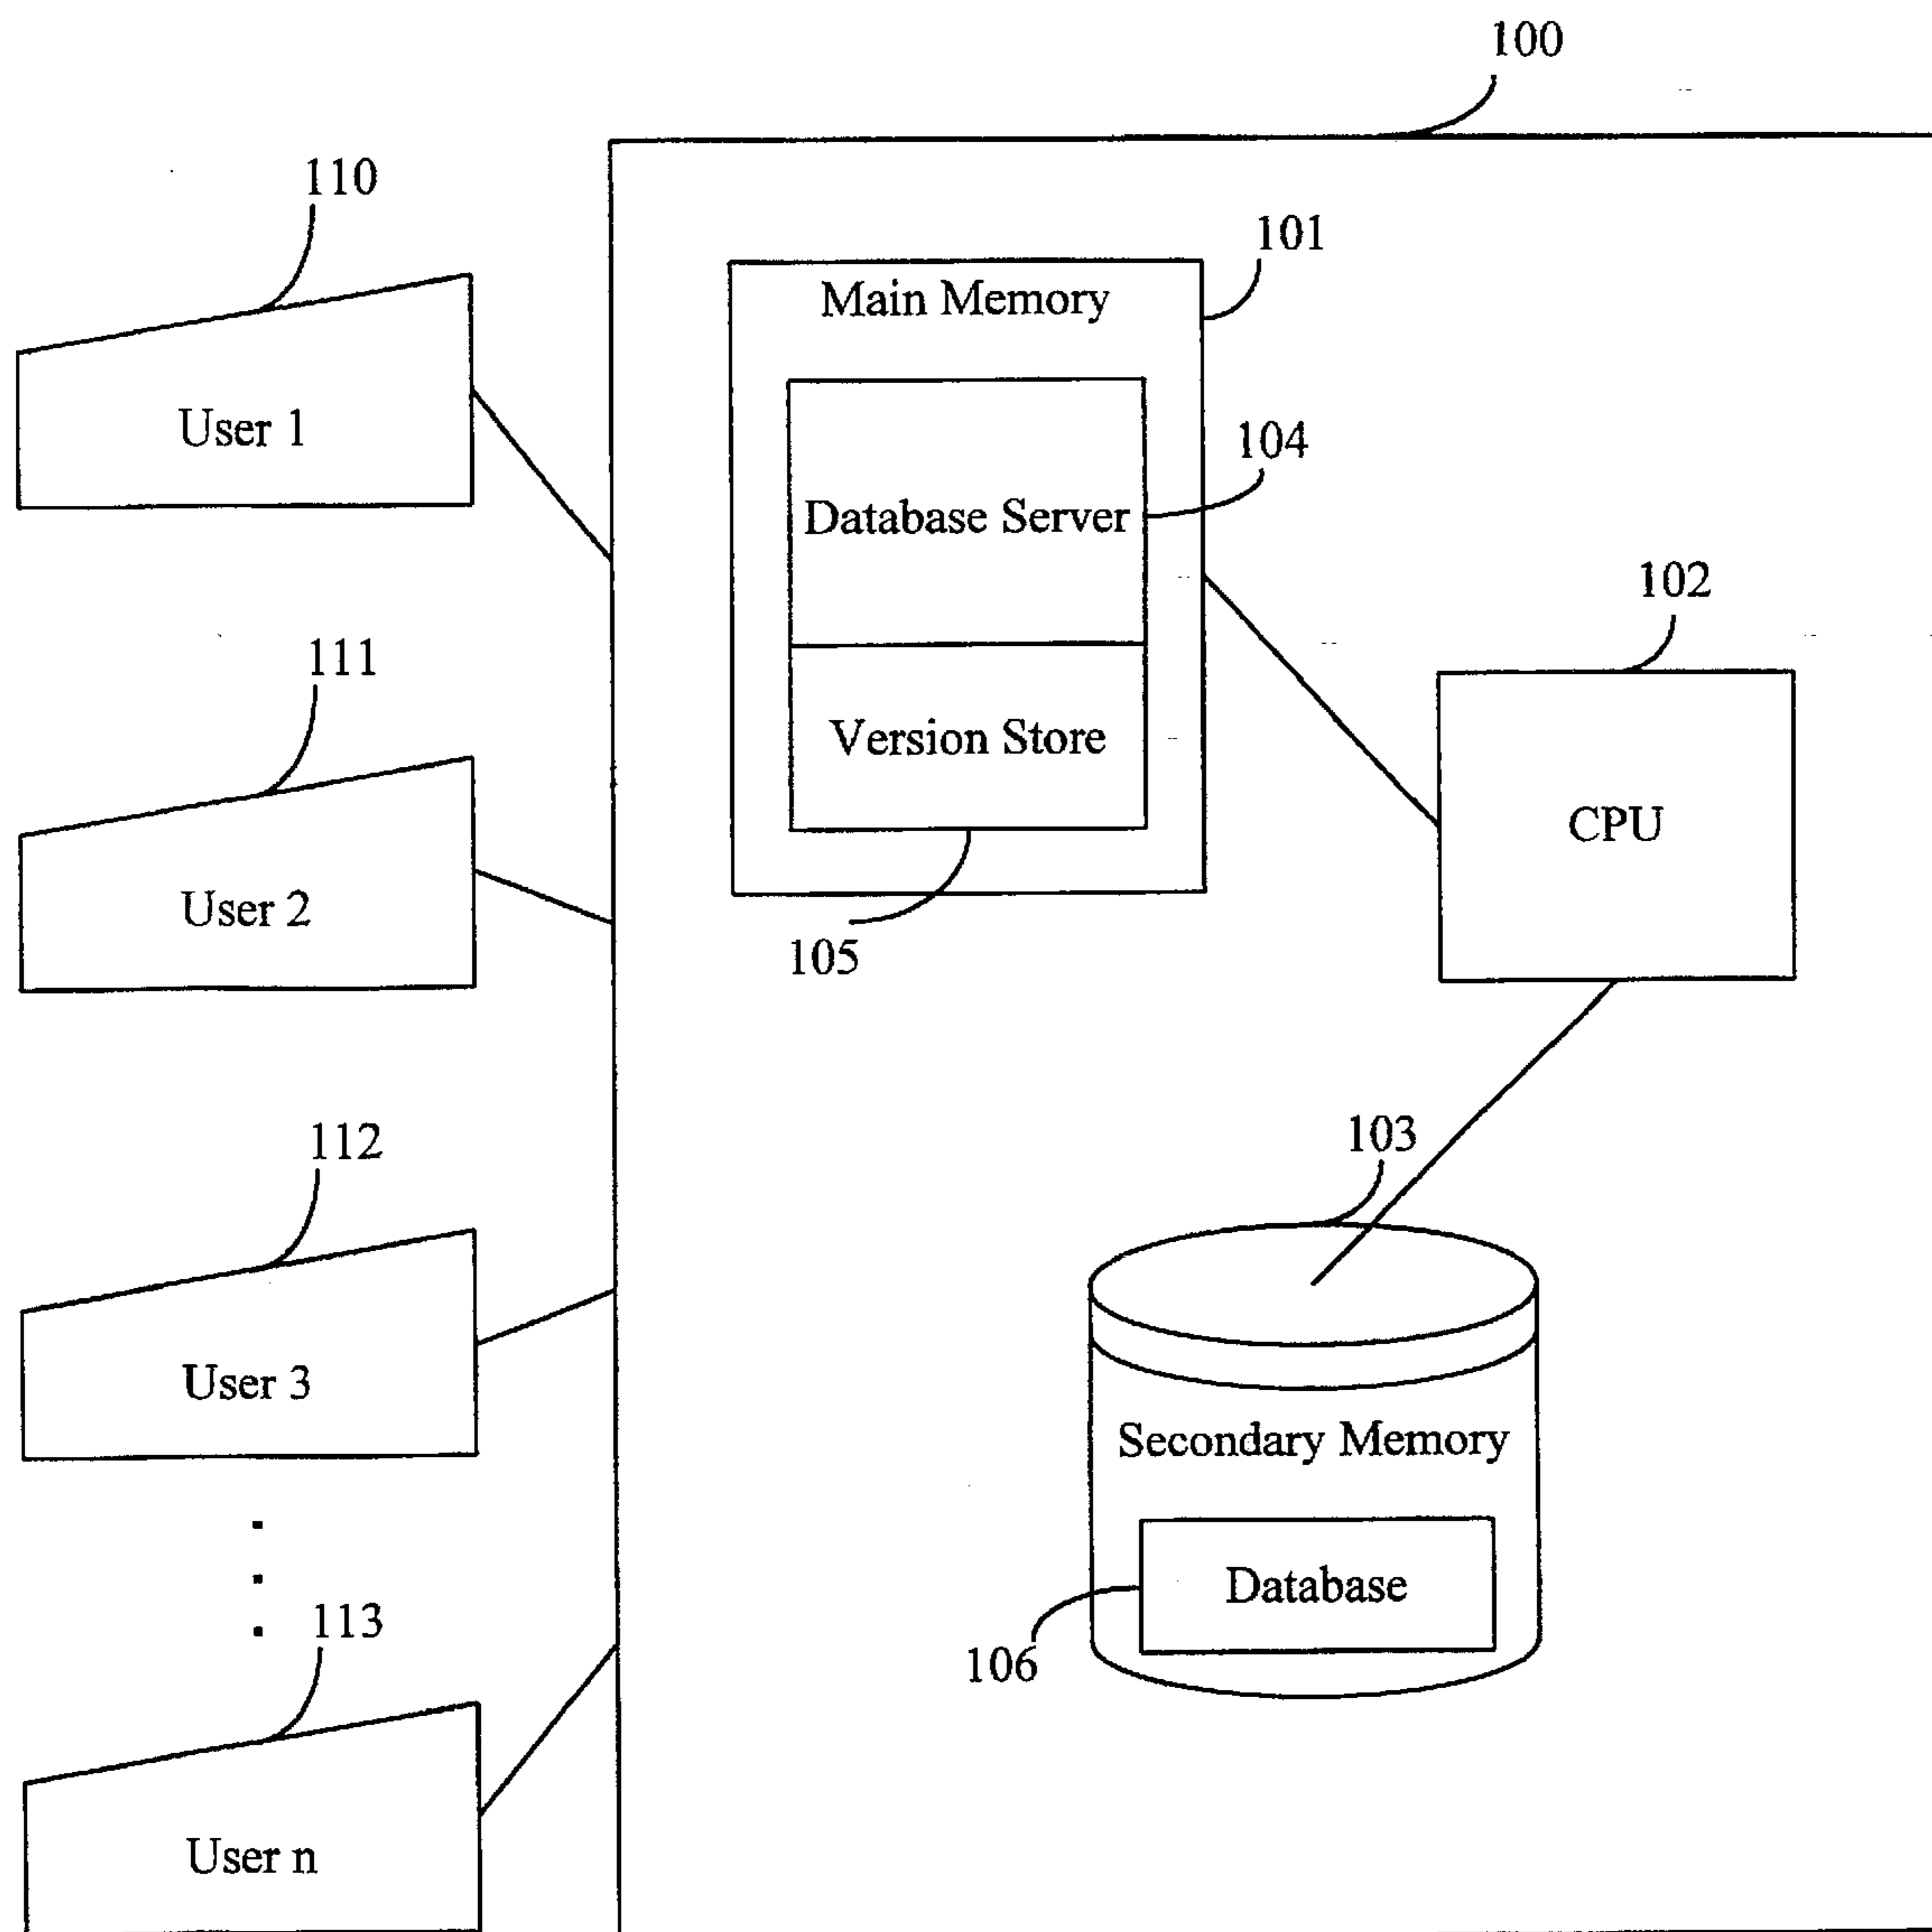 100
110
101
Main Memory
User 1
104
Database Server
102
111
Version Store
CPU
User 2
105
112
103
User 3
Secondary Memory
Database
113
106
User n